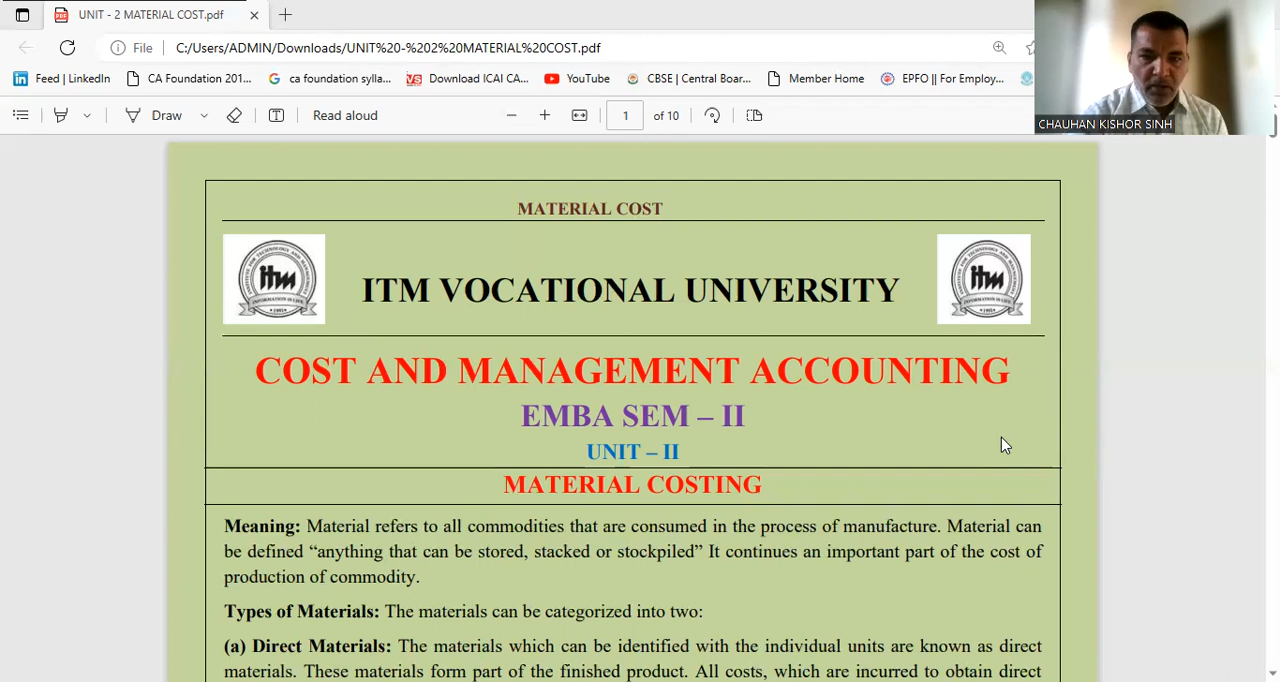 UNIT - 2 MATERIAL COST.pdf
File C:/Users/ADMIN/Downloads/UNIT%20-%202%20MATERIAL%20COST.pdf
Feed | LinkedIn CA Foundation 201... ca foundation sylla... Download ICAI CA... YouTube CBSE | Central Boar... Member Home EPFO || For Employ...
Draw Read aloud 1 of 10
CHAUHAN KISHOR SINH
MATERIAL COST
itm ITM VOCATIONAL UNIVERSITY itm
COST AND MANAGEMENT ACCOUNTING
EMBA SEM – II
UNIT – II
MATERIAL COSTING
Meaning: Material refers to all commodities that are consumed in the process of manufacture. Material can
be defined “anything that can be stored, stacked or stockpiled” It continues an important part of the cost of
production of commodity.
Types of Materials: The materials can be categorized into two:
(a) Direct Materials: The materials which can be identified with the individual units are known as direct
materials. These materials form part of the finished product. All costs, which are incurred to obtain direct